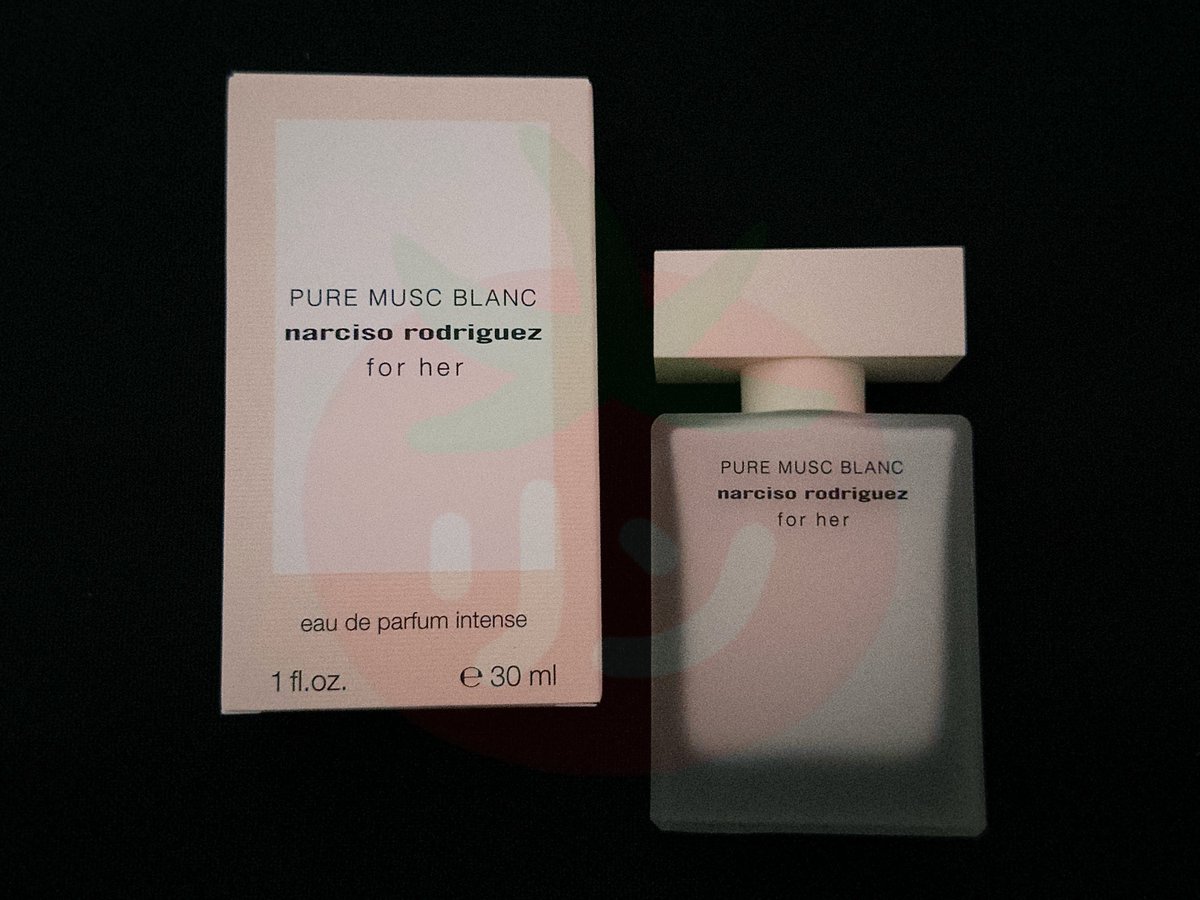 PURE MUSC BLANC
narciso rodriguez
for her
eau de parfum intense
1 fl.oz. ℮ 30 ml
PURE MUSC BLANC
narciso rodriguez
for her